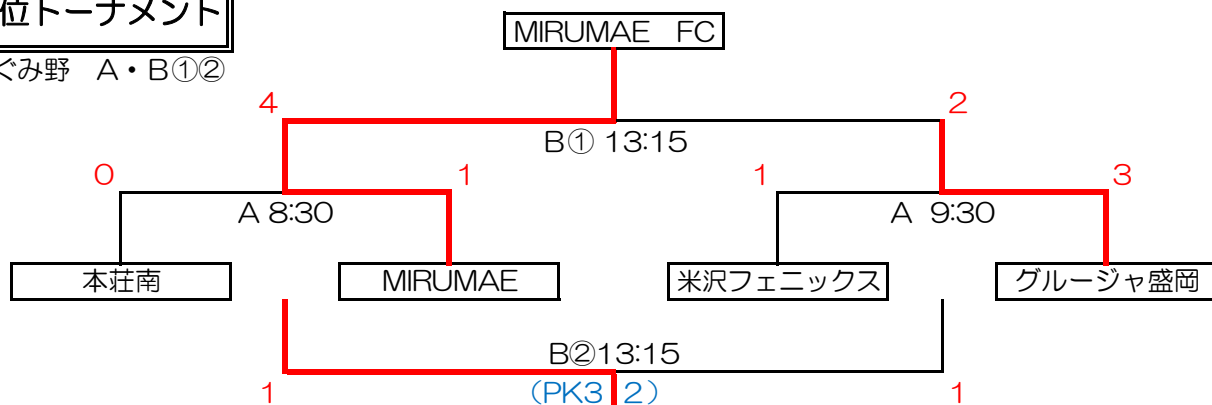 位トーナメント
MIRUMAE FC
ぐみ野 A・B①②
4
2
B① 13:15
0
1
1
3
A 8:30
A 9:30
本荘南
MIRUMAE
米沢フェニックス
グルージャ盛岡
B②13:15
1
(PK3 2)
1